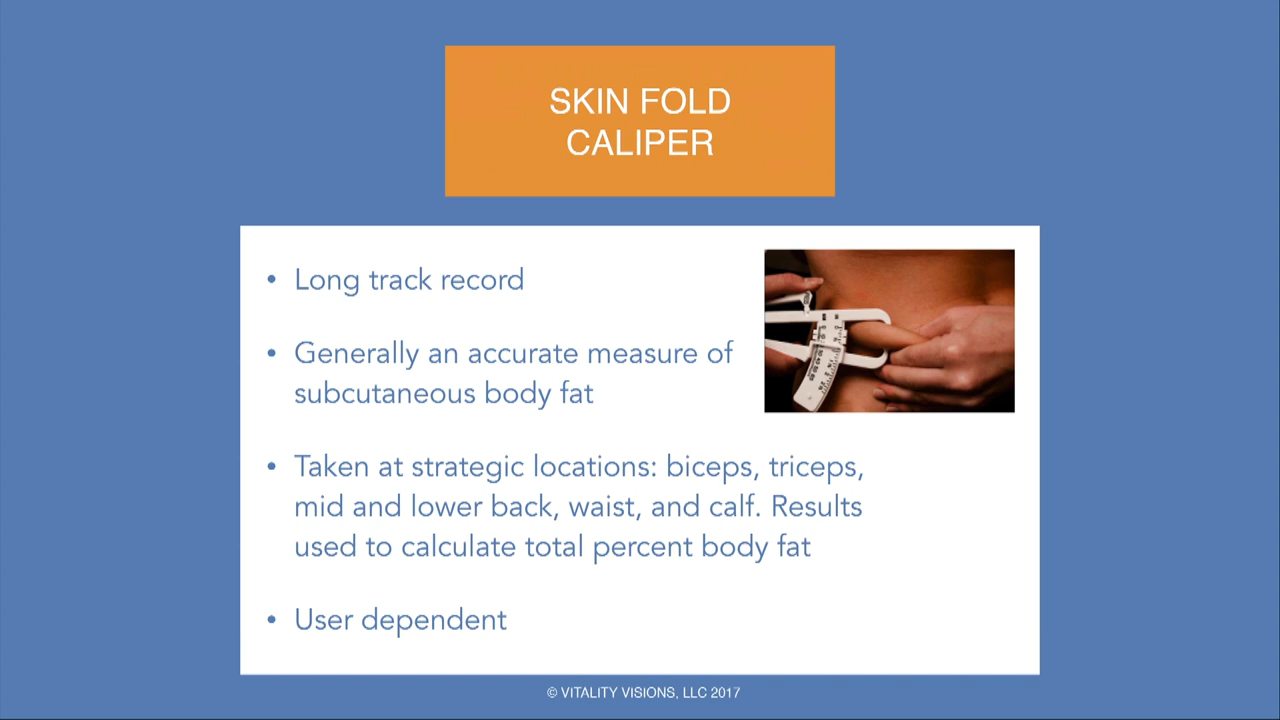 SKIN FOLD
CALIPER
• Long track record
• Generally an accurate measure of
subcutaneous body fat
• Taken at strategic locations: biceps, triceps,
mid and lower back, waist, and calf. Results
used to calculate total percent body fat
• User dependent
© VITALITY VISIONS, LLC 2017